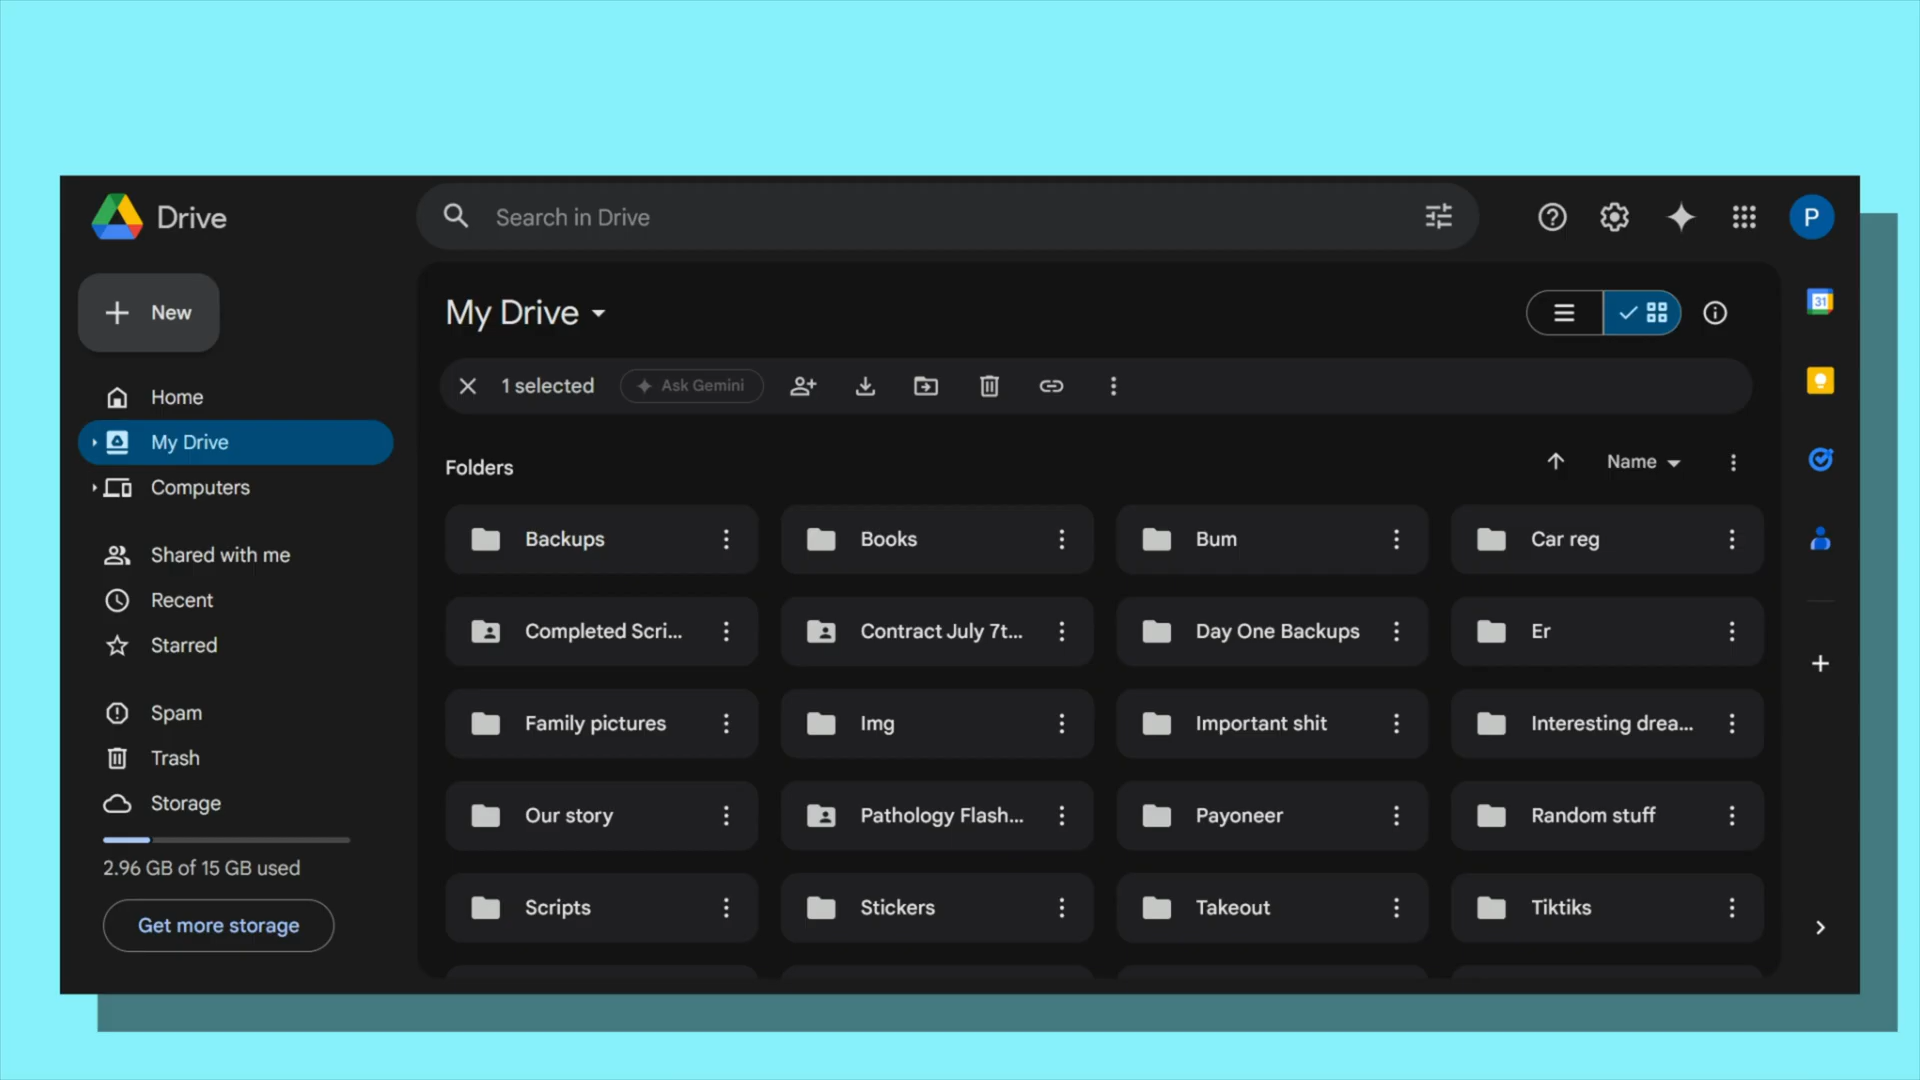 Drive
Search in Drive
P
New
My Drive
31
1 selected
Ask Gemini
Home
My Drive
Computers
Folders
Name
Shared with me
Recent
Starred
Spam
Trash
Storage
2.96 GB of 15 GB used
Get more storage
Backups
Books
Bum
Car reg
Completed Scri...
Contract July 7t...
Day One Backups
Er
Family pictures
Img
Important shit
Interesting drea...
Our story
Pathology Flash...
Payoneer
Random stuff
Scripts
Stickers
Takeout
Tiktiks